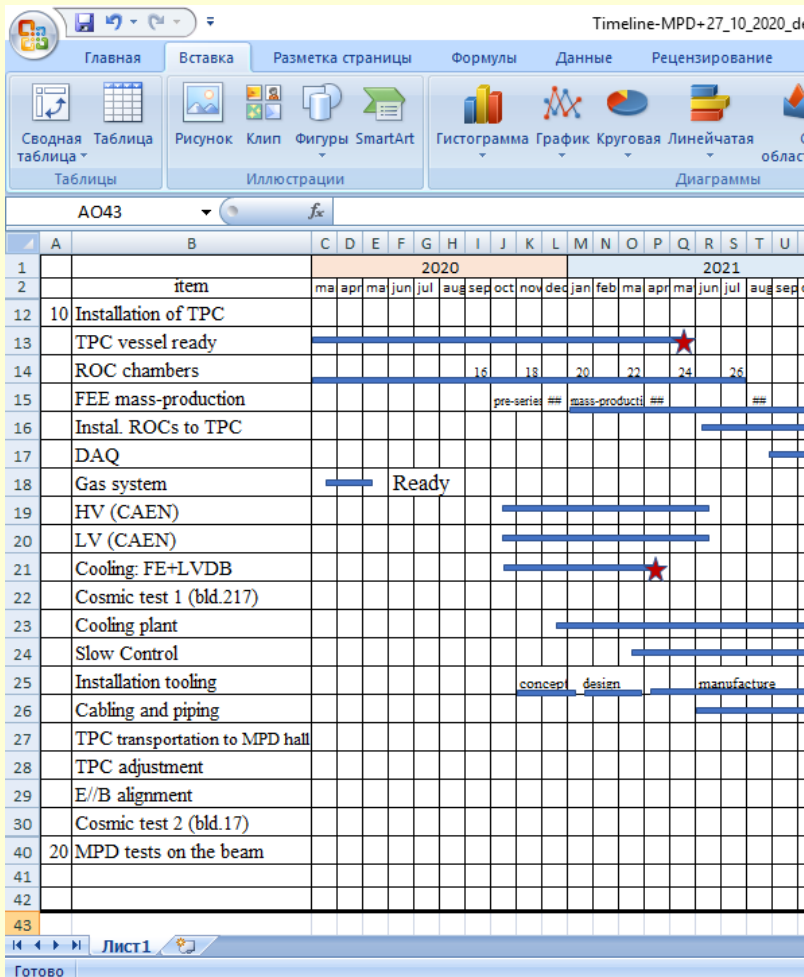 Timeline-MPD+27_10_2020_de
Главная Вставка Разметка страницы Формулы Данные Рецензирование
Сводная таблица Таблица Рисунок Клип Фигуры SmartArt Гистограмма График Круговая Линейчатая С облас
Таблицы Иллюстрации Диаграммы
AO43 fx
A B C D E F G H I J K L M N O P Q R S T U
1 2020 2021
2 item ma apr ma jun jul aug sep oct nov dec jan feb ma apr ma jun jul aug sep o
12 10 Installation of TPC
13 TPC vessel ready
14 ROC chambers 16 18 20 22 24 26
15 FEE mass-production pre-series ## mass-producti ## ##
16 Instal. ROCs to TPC
17 DAQ
18 Gas system Ready
19 HV (CAEN)
20 LV (CAEN)
21 Cooling: FE+LVDB
22 Cosmic test 1 (bld.217)
23 Cooling plant
24 Slow Control
25 Installation tooling concept design manufacture
26 Cabling and piping
27 TPC transportation to MPD hall
28 TPC adjustment
29 E//B alignment
30 Cosmic test 2 (bld.17)
40 20 MPD tests on the beam
41
42
43
Лист1
Готово